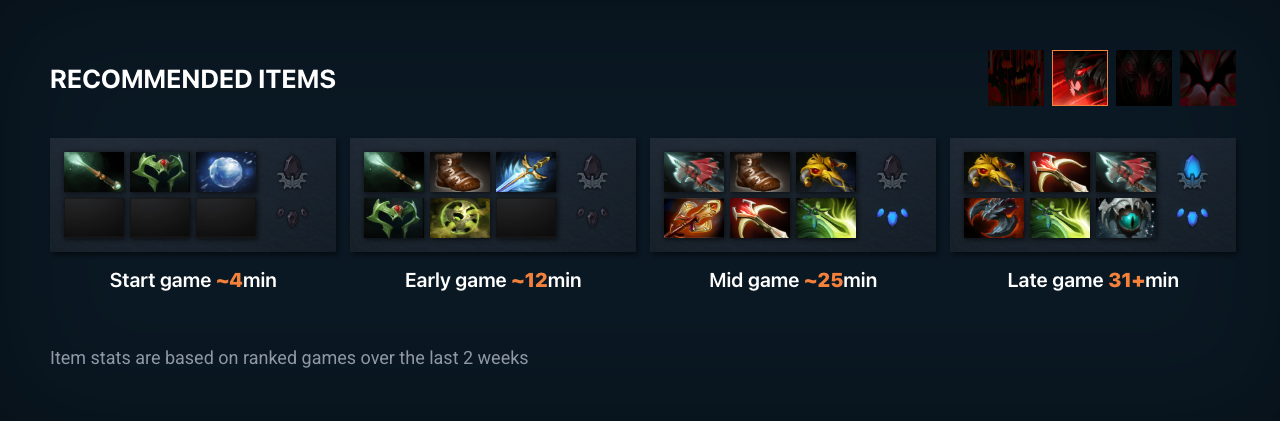 RECOMMENDED ITEMS
Start game ~4min
Early game ~12min
Mid game ~25min
Late game 31+min
Item stats are based on ranked games over the last 2 weeks